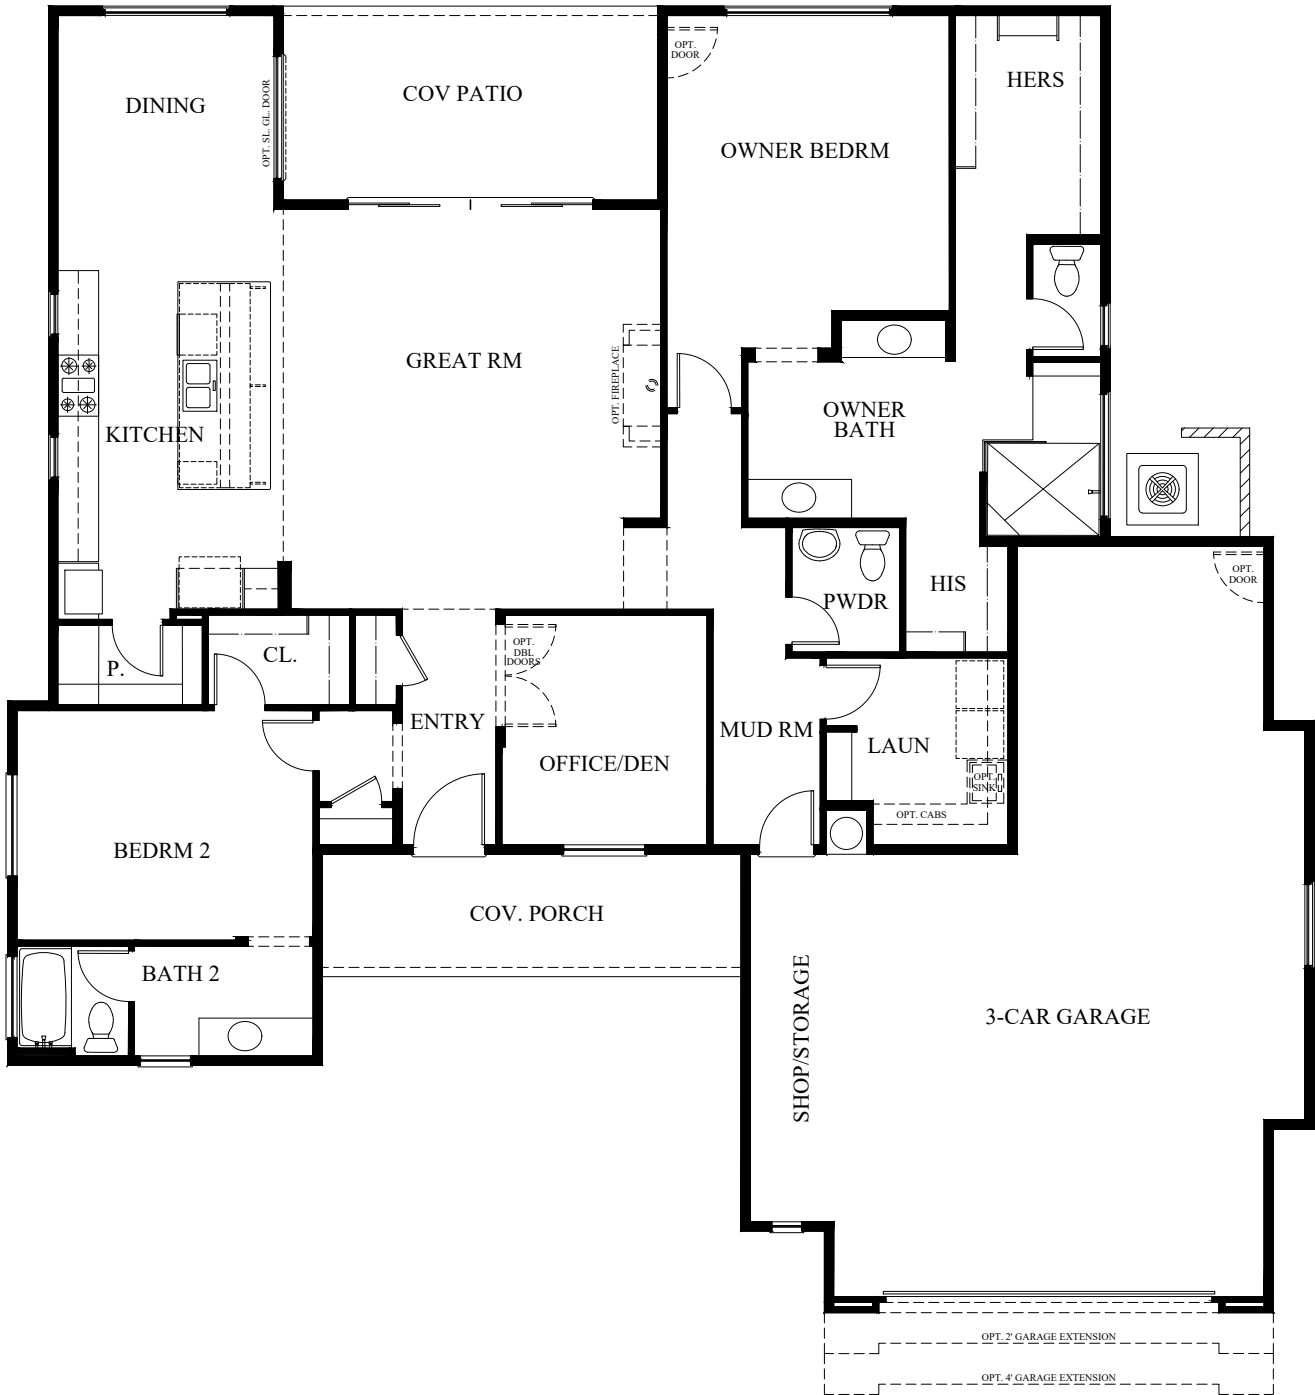 OPT.
DOOR
HERS
DINING
OPT. SL. GL. DOOR
COV PATIO
OWNER BEDRM
GREAT RM
OPT. FIREPLACE
KITCHEN
OWNER
BATH
HIS
PWDR
OPT.
DOOR
P.
CL.
OPT.
DBL
DOORS
ENTRY
OFFICE/DEN
MUD RM
LAUN
OPT.
SINK
OPT. CABS
BEDRM 2
COV. PORCH
BATH 2
SHOP/STORAGE
3-CAR GARAGE
OPT. 2' GARAGE EXTENSION
OPT. 4' GARAGE EXTENSION